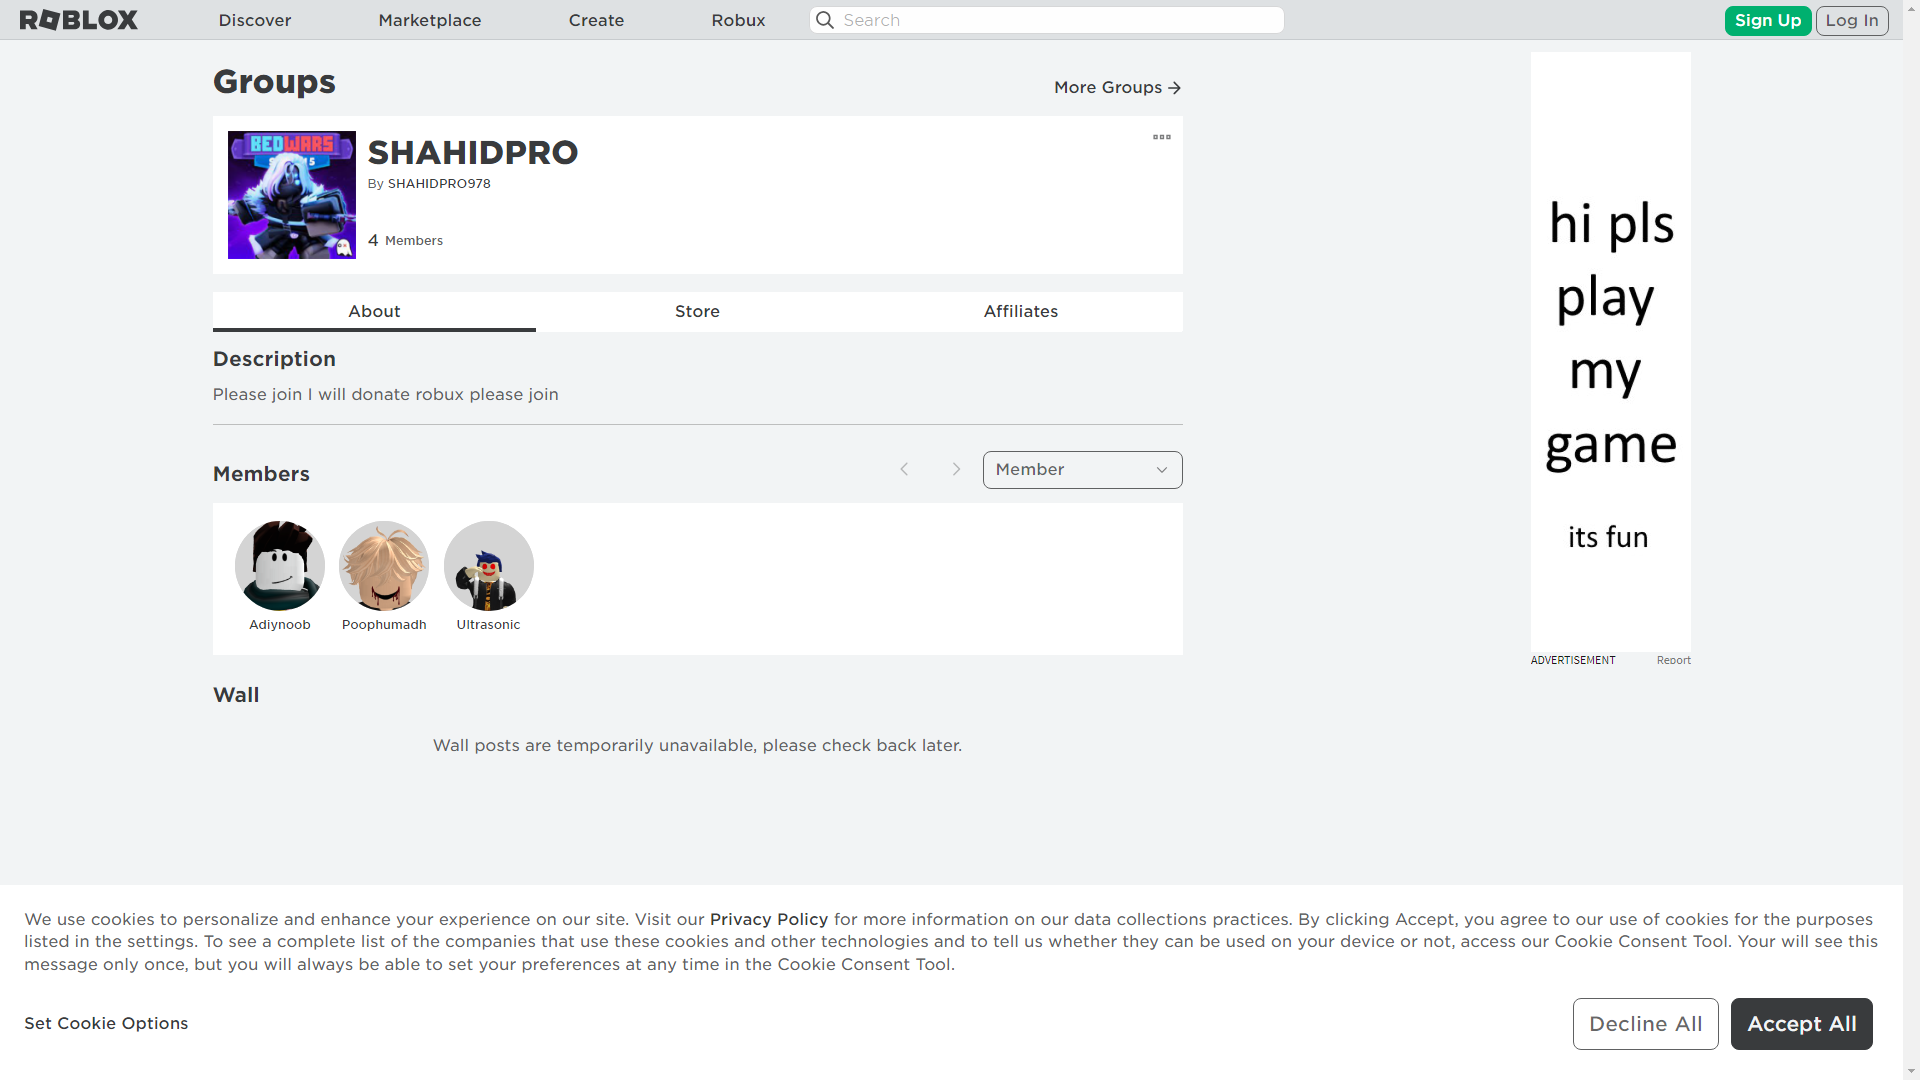 ROBLOX
Discover
Marketplace
Create
Robux
Search
Sign Up
Log In
Groups
More Groups
BEDWARS
SHAHIDPRO
By SHAHIDPRO978
4 Members
About
Store
Affiliates
Description
Please join I will donate robux please join
Members
Member
Adiynoob
Poophumadh
Ultrasonic
Wall
Wall posts are temporarily unavailable, please check back later.
hi pls
play
my
game
its fun
ADVERTISEMENT
Report
We use cookies to personalize and enhance your experience on our site. Visit our Privacy Policy for more information on our data collections practices. By clicking Accept, you agree to our use of cookies for the purposes
listed in the settings. To see a complete list of the companies that use these cookies and other technologies and to tell us whether they can be used on your device or not, access our Cookie Consent Tool. Your will see this
message only once, but you will always be able to set your preferences at any time in the Cookie Consent Tool.
Set Cookie Options
Decline All
Accept All